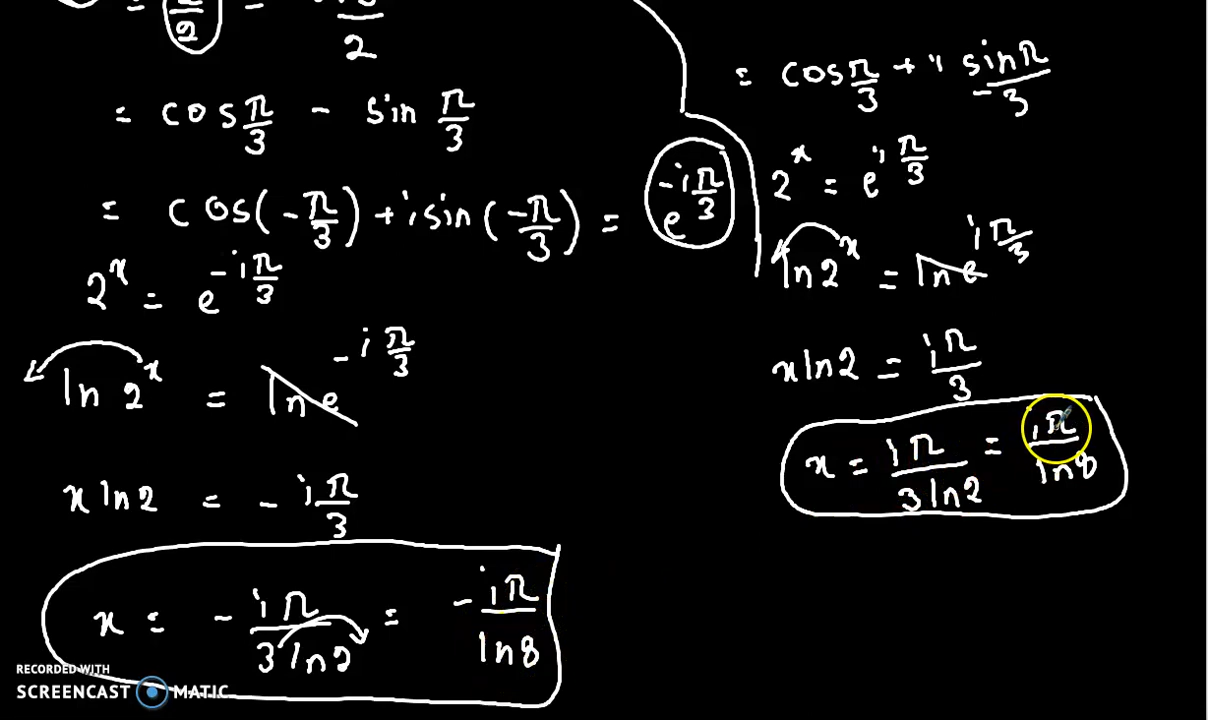 = 2/2 = /2
= cos π/3 - sin π/3
= cos(-π/3) + i sin(-π/3) = e^(-iπ/3)
2^x = e^(-iπ/3)
ln 2^x = ln e^(-iπ/3)
x ln2 = - iπ/3
x = - iπ/(3 ln2) = -iπ/ln8
= cos π/3 + i sin π/3
2^x = e^(iπ/3)
ln 2^x = ln e^(iπ/3)
x ln2 = iπ/3
x = iπ/(3 ln2) = iπ/ln8
RECORDED WITH
SCREENCAST MATIC